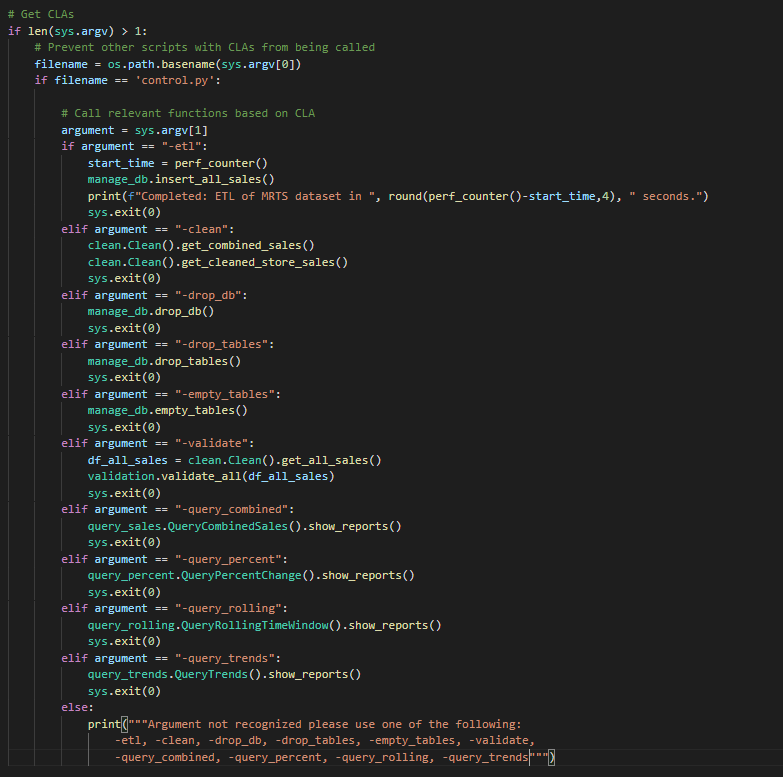 # Get CLAs
if len(sys.argv) > 1:
    # Prevent other scripts with CLAs from being called
    filename = os.path.basename(sys.argv[0])
    if filename == 'control.py':

        # Call relevant functions based on CLA
        argument = sys.argv[1]
        if argument == "-etl":
            start_time = perf_counter()
            manage_db.insert_all_sales()
            print(f"Completed: ETL of MRTS dataset in ", round(perf_counter()-start_time,4), " seconds.")
            sys.exit(0)
        elif argument == "-clean":
            clean.Clean().get_combined_sales()
            clean.Clean().get_cleaned_store_sales()
            sys.exit(0)
        elif argument == "-drop_db":
            manage_db.drop_db()
            sys.exit(0)
        elif argument == "-drop_tables":
            manage_db.drop_tables()
            sys.exit(0)
        elif argument == "-empty_tables":
            manage_db.empty_tables()
            sys.exit(0)
        elif argument == "-validate":
            df_all_sales = clean.Clean().get_all_sales()
            validation.validate_all(df_all_sales)
            sys.exit(0)
        elif argument == "-query_combined":
            query_sales.QueryCombinedSales().show_reports()
            sys.exit(0)
        elif argument == "-query_percent":
            query_percent.QueryPercentChange().show_reports()
            sys.exit(0)
        elif argument == "-query_rolling":
            query_rolling.QueryRollingTimeWindow().show_reports()
            sys.exit(0)
        elif argument == "-query_trends":
            query_trends.QueryTrends().show_reports()
            sys.exit(0)
        else:
            print("""Argument not recognized please use one of the following:
                -etl, -clean, -drop_db, -drop_tables, -empty_tables, -validate,
                -query_combined, -query_percent, -query_rolling, -query_trends""")